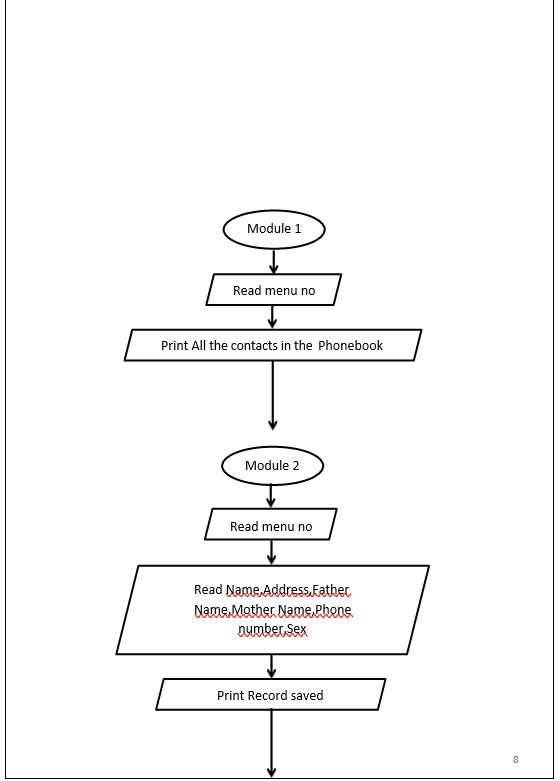 Module 1
Read menu no
Print All the contacts in the Phonebook
Module 2
Read menu no
Read Name,Address,Father
Name,Mother Name,Phone
number,Sex
Print Record saved
8